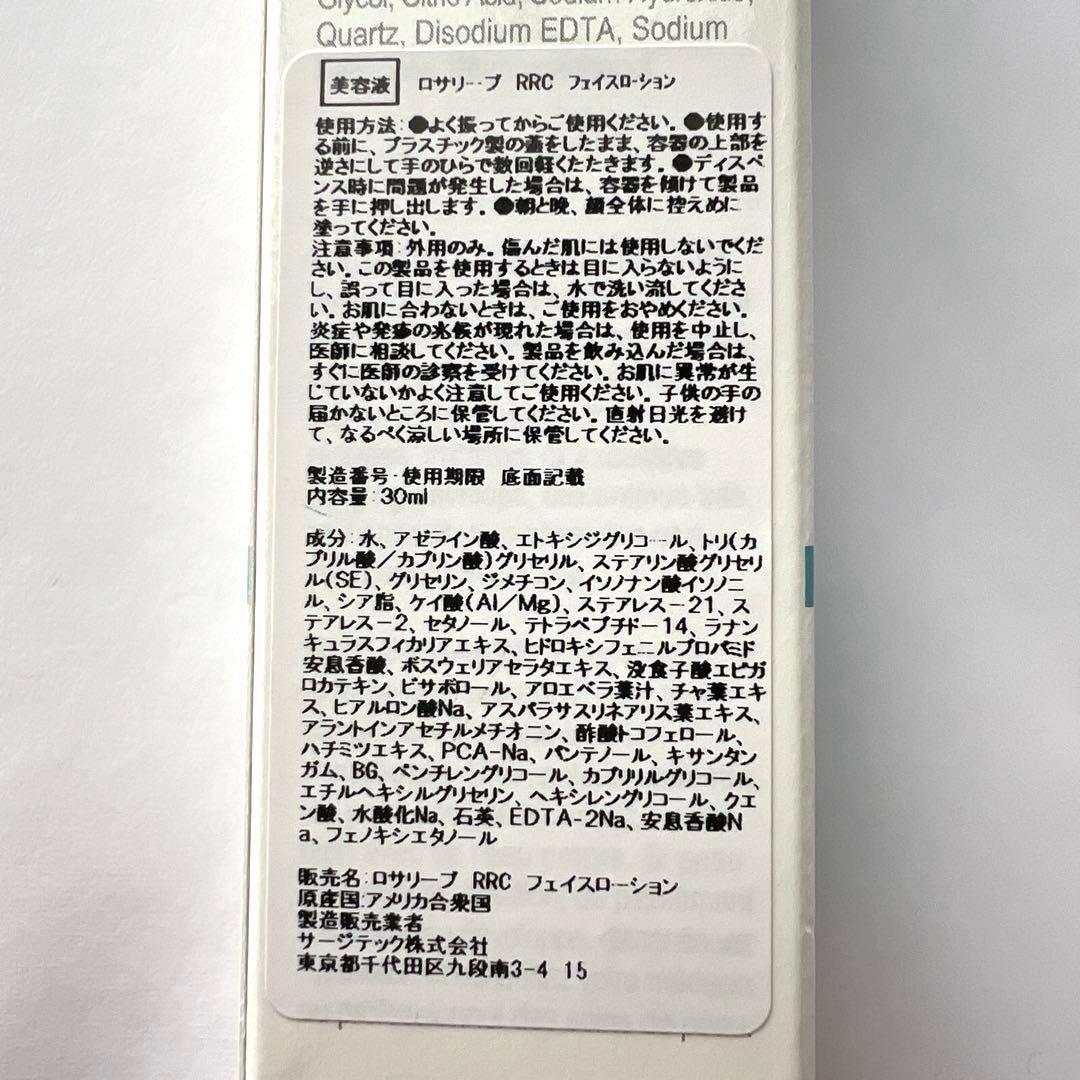 Glycol, Citric Acid, Sodium Hydroxide,
Quartz, Disodium EDTA, Sodium
美容液 ロサリーブ RRC フェイスローション
使用方法:●よく振ってからご使用ください。●使用す
る前に、プラスチック製の蓋をしたまま、容器の上部を
逆さにして手のひらで数回軽くたたきます。●ディスペ
ンス時に問題が発生した場合は、容器を傾けて製品
を手に押し出します。●朝と晩、顔全体に控えめに
塗ってください。
注意事項:外用のみ。傷んだ肌には使用しないでくだ
さい。この製品を使用するときは目に入らないように
し、誤って目に入った場合は、水で洗い流してくださ
い。お肌に合わないときは、ご使用をおやめください。
炎症や発疹の兆候が現れた場合は、使用を中止し、
医師に相談してください。製品を飲み込んだ場合は、
すぐに医師の診察を受けてください。お肌に異常が生
じていないかよく注意してご使用ください。子供の手の
届かないところに保管してください。直射日光を避け
て、なるべく涼しい場所に保管してください。
製造番号・使用期限 底面記載
内容量:30ml
成分:水、アゼライン酸、エトキシジグリコール、トリ(カ
プリル酸/カプリン酸)グリセリル、ステアリン酸グリセリ
ル(SE)、グリセリン、ジメチコン、イソノナン酸イソノニ
ル、シア脂、ケイ酸(Al/Mg)、ステアレス-21、ス
テアレス-2、セタノール、テトラペプチド-14、ラナン
キュラスフィカリアエキス、ヒドロキシフェニルプロパミド
安息香酸、ボスウェリアセラタエキス、没食子酸エピガ
ロカテキン、ビサボロール、アロエベラ葉汁、チャ葉エキ
ス、ヒアルロン酸Na、アスパラサスリネアリス葉エキス、
アラントインアセチルメチオニン、酢酸トコフェロール、
ハチミツエキス、PCA-Na、パンテノール、キサンタン
ガム、BG、ペンチレングリコール、カプリリルグリコール、
エチルヘキシルグリセリン、ヘキシレングリコール、クエ
ン酸、水酸化Na、石英、EDTA-2Na、安息香酸N
a、フェノキシエタノール
販売名:ロサリーブ RRC フェイスローション
原産国:アメリカ合衆国
製造販売業者
サージテック株式会社
東京都千代田区九段南3-4 15